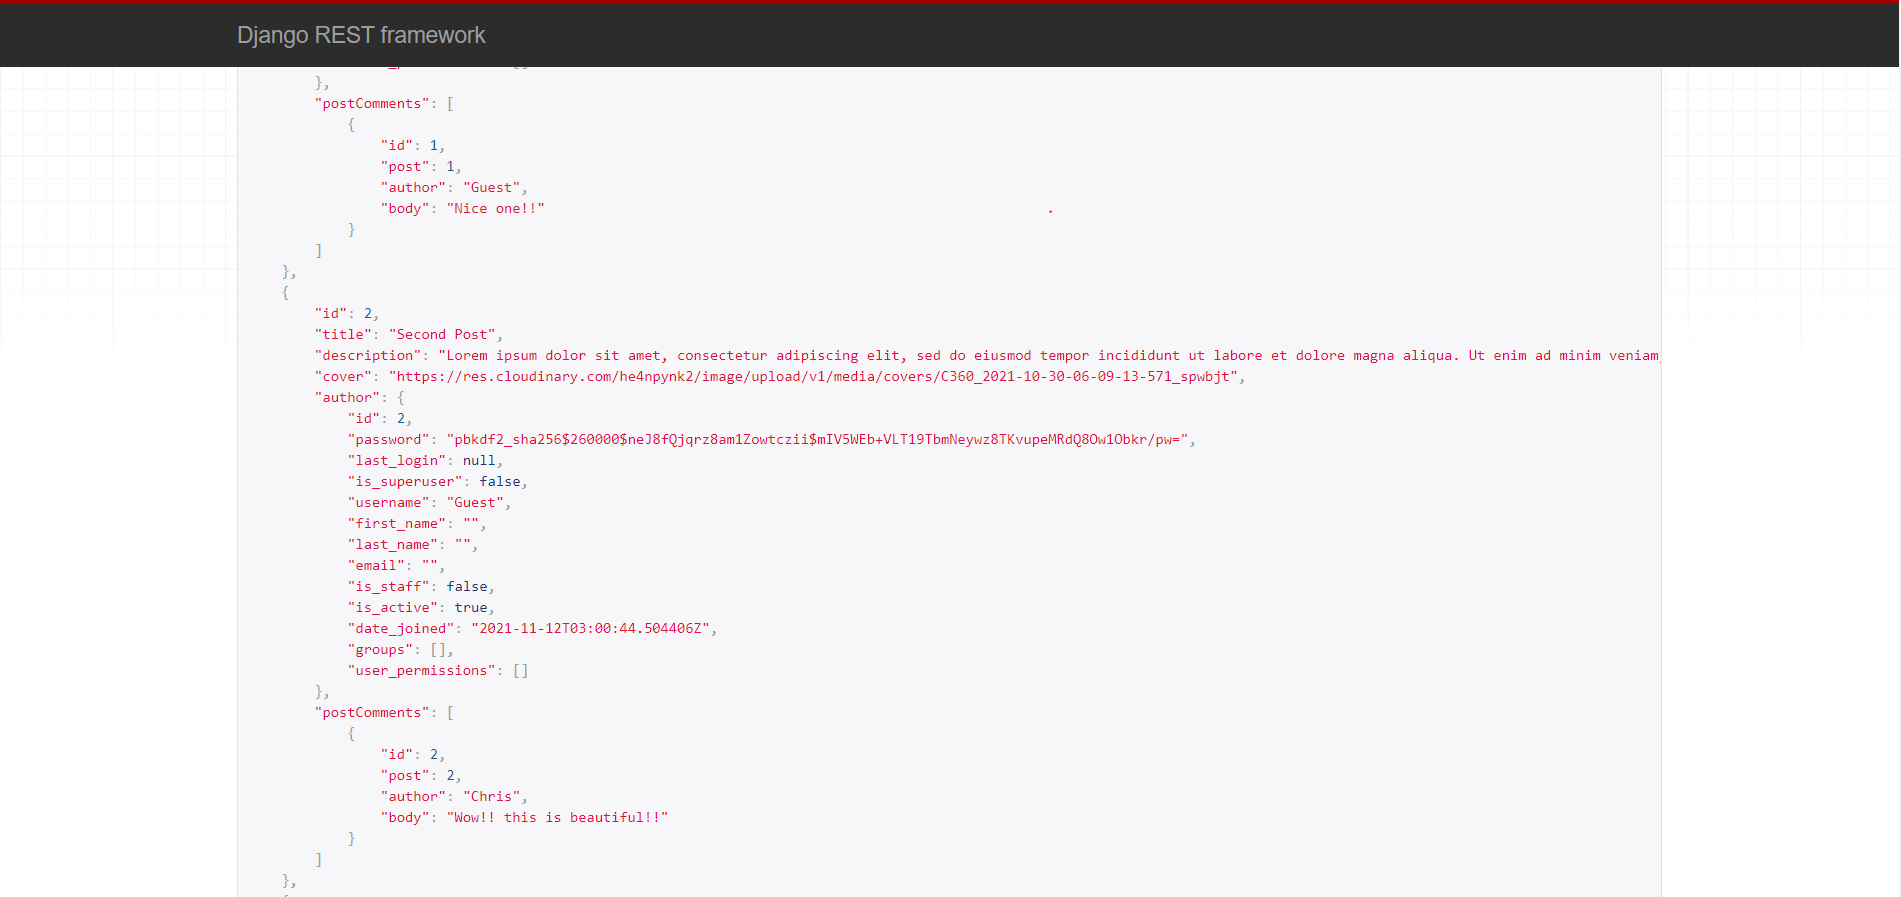 Django REST framework
},
"postComments": [
{
"id": 1,
"post": 1,
"author": "Guest",
"body": "Nice one!!"
}
]
},
{
"id": 2,
"title": "Second Post",
"description": "Lorem ipsum dolor sit amet, consectetur adipiscing elit, sed do eiusmod tempor incididunt ut labore et dolore magna aliqua. Ut enim ad minim veniam,
"cover": "https://res.cloudinary.com/he4npynk2/image/upload/v1/media/covers/C360_2021-10-30-06-09-13-571_spwbjt",
"author": {
"id": 2,
"password": "pbkdf2_sha256$260000$neJ8fQjqrz8am1Zowtczii$mIV5WEb+VLT19TbmNeywz8TKvupeMRdQ8Ow1Obkr/pw=",
"last_login": null,
"is_superuser": false,
"username": "Guest",
"first_name": "",
"last_name": "",
"email": "",
"is_staff": false,
"is_active": true,
"date_joined": "2021-11-12T03:00:44.504406Z",
"groups": [],
"user_permissions": []
},
"postComments": [
{
"id": 2,
"post": 2,
"author": "Chris",
"body": "Wow!! this is beautiful!!"
}
]
},